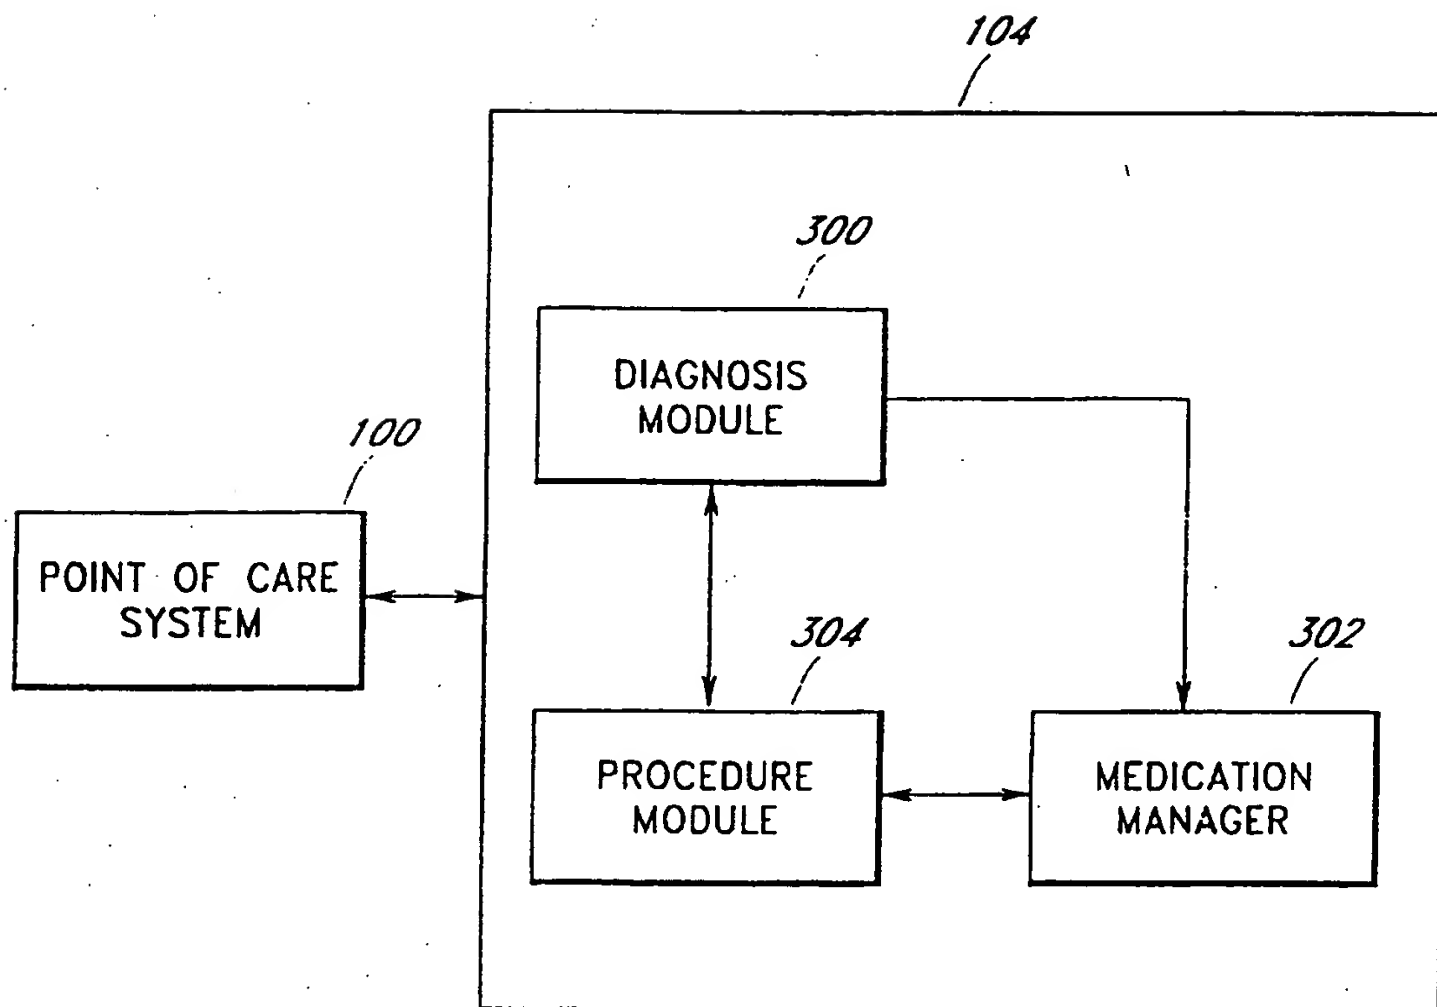 104
300
DIAGNOSIS
MODULE
100
POINT OF CARE
SYSTEM
304
302
PROCEDURE
MODULE
MEDICATION
MANAGER